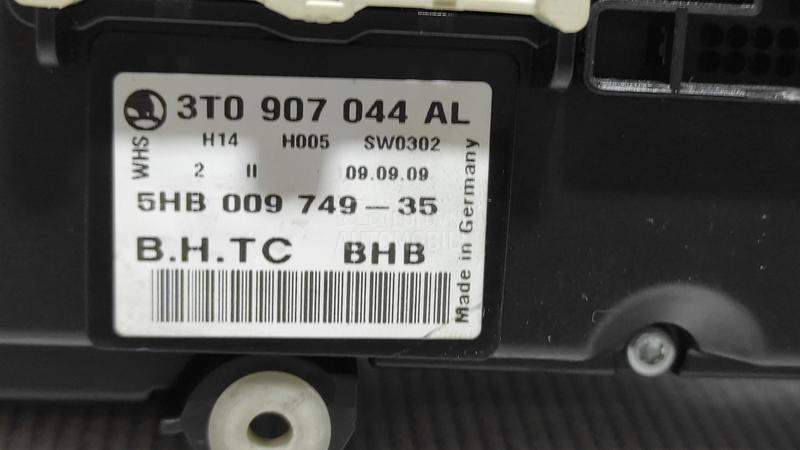 3T0 907 044 AL
H14 H005 SW0302
WHS
2 II 09.09.09
5HB 009 749-35
B.H.TC BHB
Made in Germany